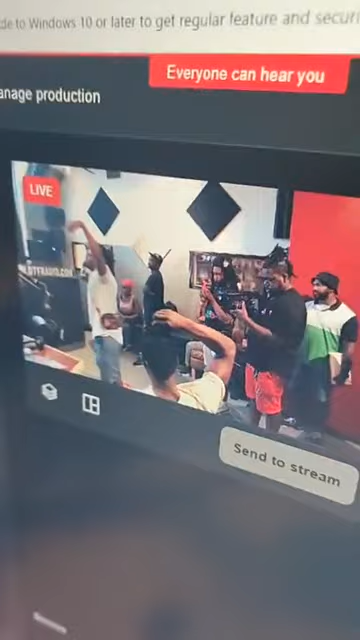 de to Windows 10 or later to get regular feature and securi
Everyone can hear you
anage production
LIVE
Send to stream